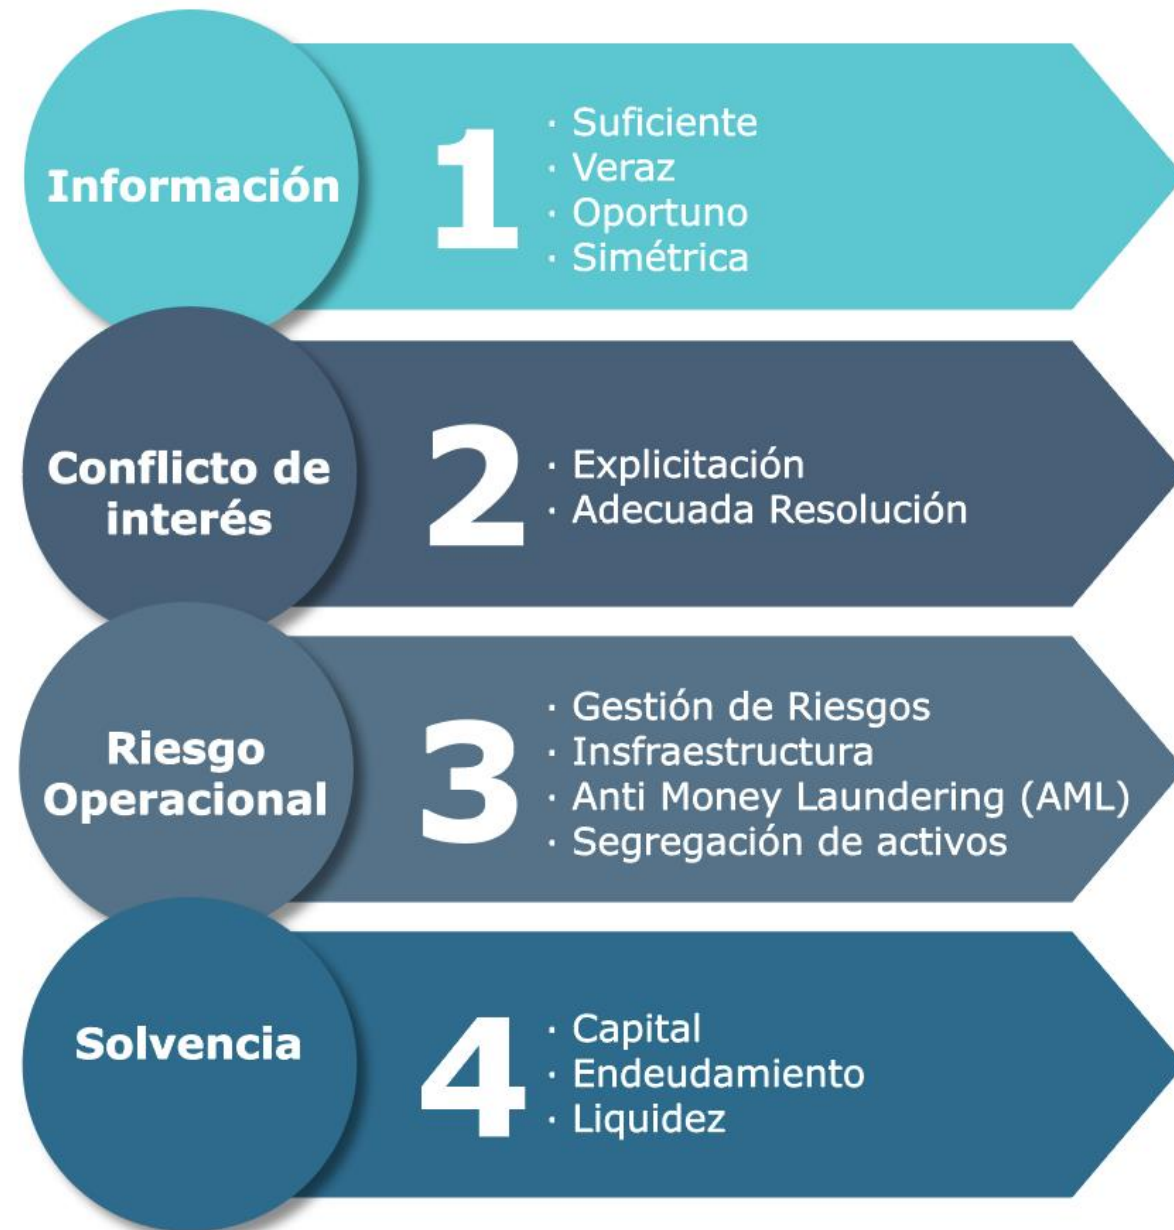 Información
1
· Suficiente
· Veraz
· Oportuno
· Simétrica
Conflicto de
interés
2
· Explicitación
· Adecuada Resolución
Riesgo
Operacional
3
· Gestión de Riesgos
· Insfraestructura
· Anti Money Laundering (AML)
· Segregación de activos
Solvencia
4
· Capital
· Endeudamiento
· Liquidez